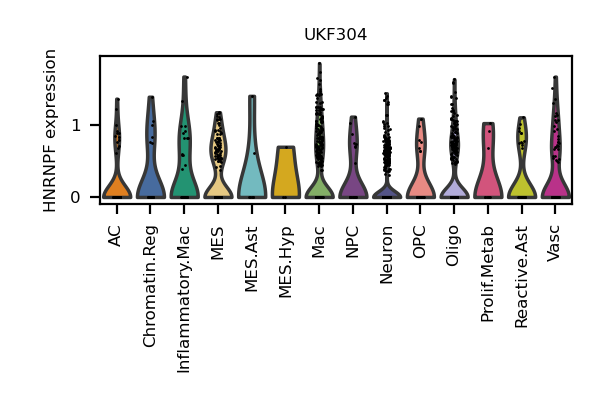 UKF304
HNRNPF expression
1
0
AC
Chromatin.Reg
Inflammatory.Mac
MES
MES.Ast
MES.Hyp
Mac
NPC
Neuron
OPC
Oligo
Prolif.Metab
Reactive.Ast
Vasc